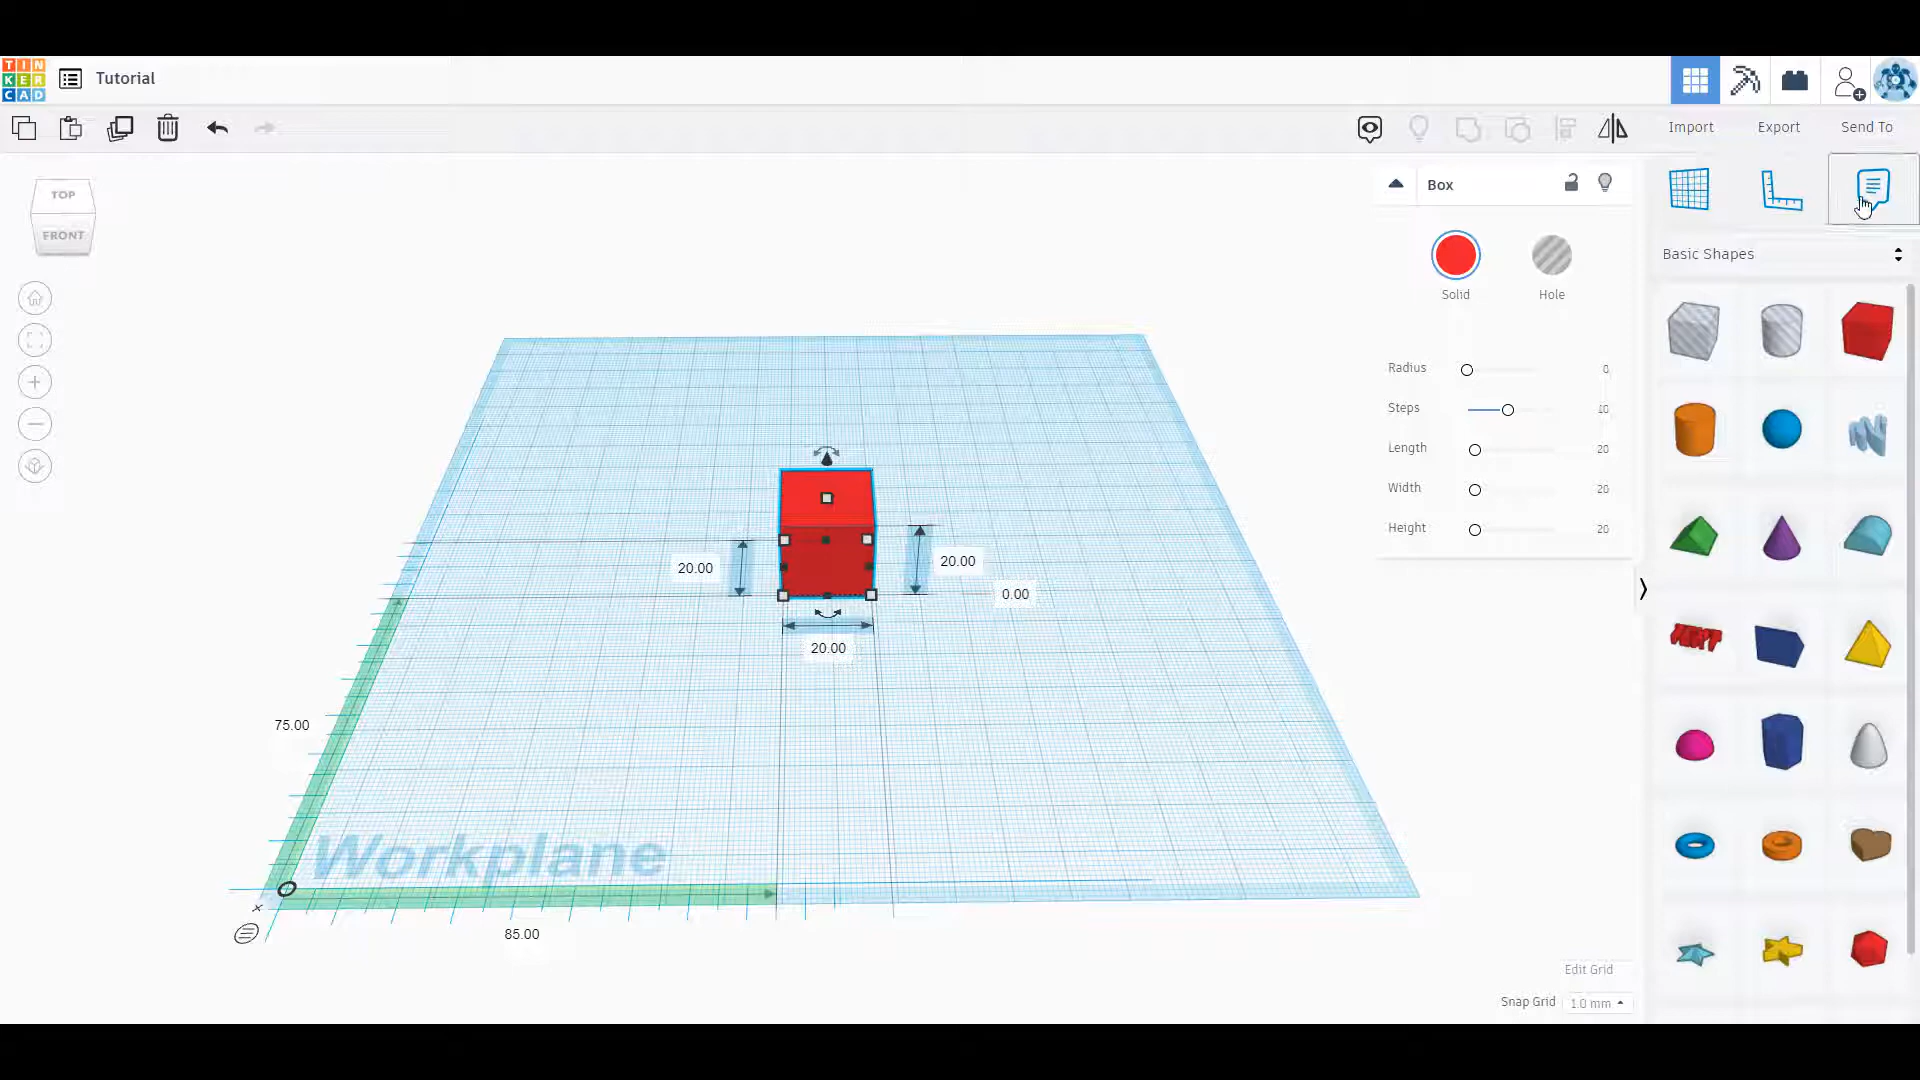 TIN
KER
CAD
Tutorial
Import
Export
Send To
TOP
FRONT
Box
Solid
Hole
Radius 0
Steps 10
Length 20
Width 20
Height 20
Basic Shapes
TEXT
20.00
20.00
0.00
20.00
75.00
85.00
Workplane
Edit Grid
Snap Grid 1.0 mm